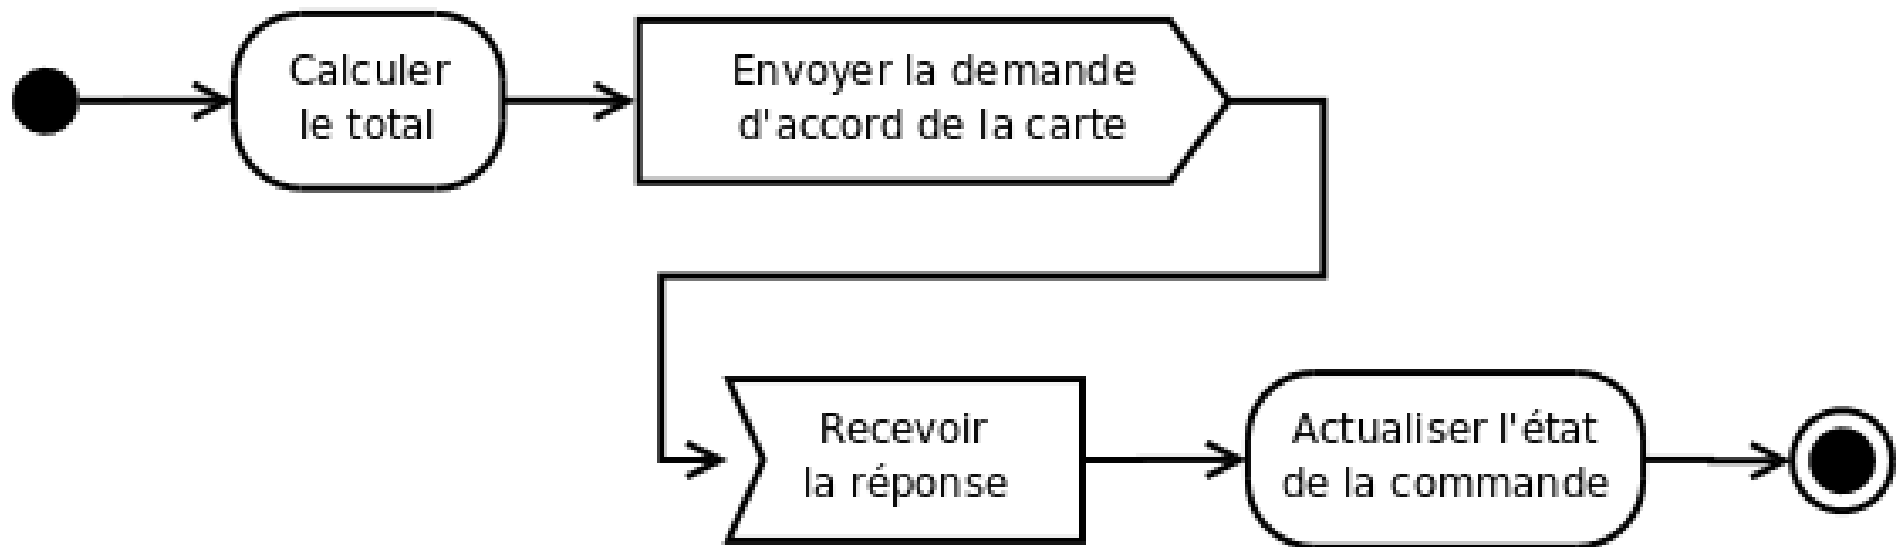 Calculer
le total
Envoyer la demande
d'accord de la carte
Recevoir
la réponse
Actualiser l'état
de la commande